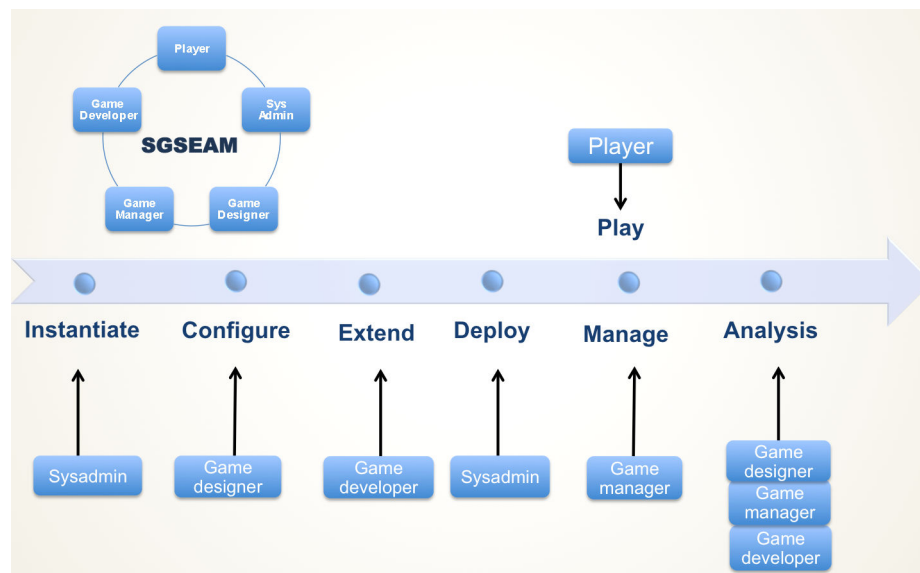 Player
Game
Developer
Sys
Admin
SGSEAM
Game
Manager
Game
Designer
Player
Play
Instantiate
Configure
Extend
Deploy
Manage
Analysis
Sysadmin
Game
designer
Game
developer
Sysadmin
Game
manager
Game
designer
Game
manager
Game
developer